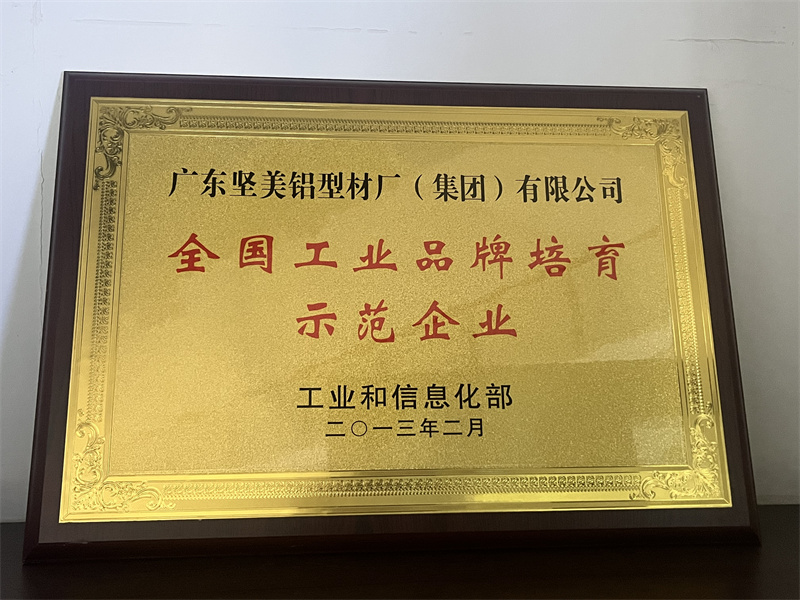 广东坚美铝型材厂（集团）有限公司
全国工业品牌培育
示范企业
工业和信息化部
二〇一三年二月